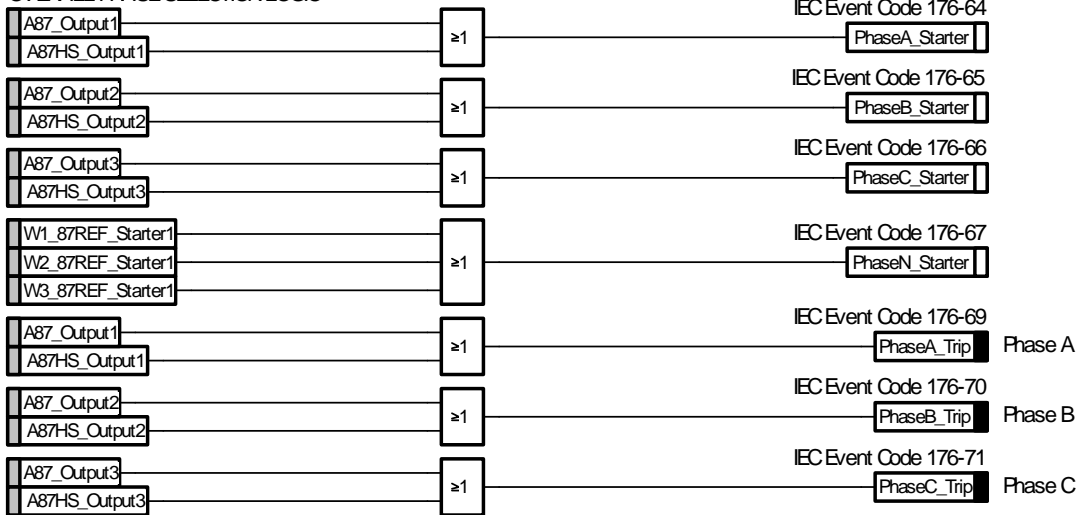 IEC Event Code 176-64
A87_Output1
≥1
PhaseA_Starter
A87HS_Output1
IEC Event Code 176-65
A87_Output2
≥1
PhaseB_Starter
A87HS_Output2
IEC Event Code 176-66
A87_Output3
≥1
PhaseC_Starter
A87HS_Output3
IEC Event Code 176-67
W1_87REF_Starter1
W2_87REF_Starter1
≥1
PhaseN_Starter
W3_87REF_Starter1
IEC Event Code 176-69
A87_Output1
≥1
PhaseA_Trip
Phase A
A87HS_Output1
IEC Event Code 176-70
A87_Output2
≥1
PhaseB_Trip
Phase B
A87HS_Output2
IEC Event Code 176-71
A87_Output3
≥1
PhaseC_Trip
Phase C
A87HS_Output3